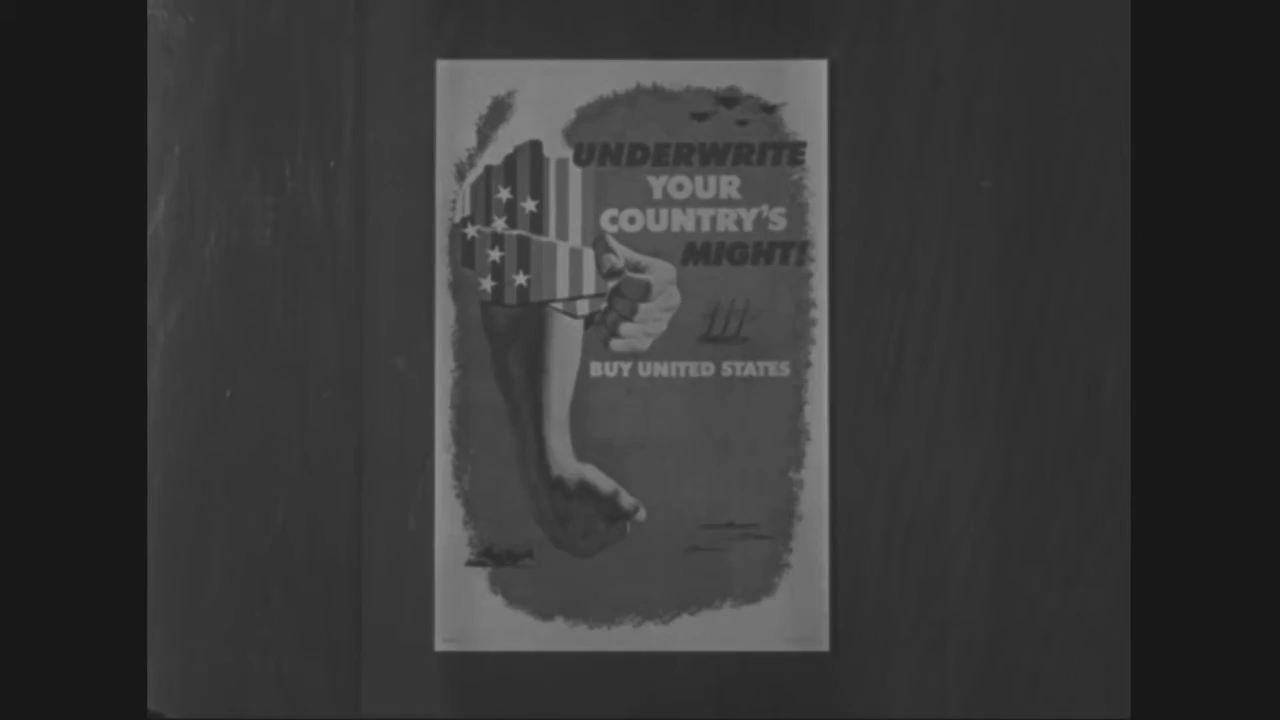 UNDERWRITE
YOUR
COUNTRY'S
MIGHT!
BUY UNITED STATES